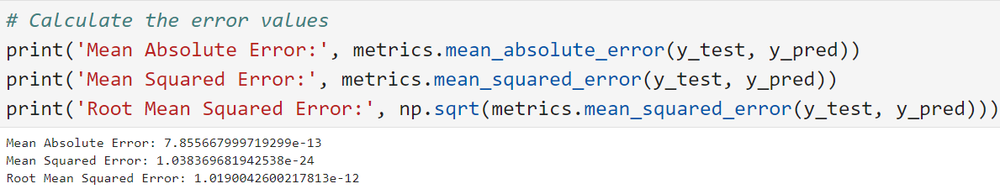 # Calculate the error values
print('Mean Absolute Error:', metrics.mean_absolute_error(y_test, y_pred))
print('Mean Squared Error:', metrics.mean_squared_error(y_test, y_pred))
print('Root Mean Squared Error:', np.sqrt(metrics.mean_squared_error(y_test, y_pred)))
Mean Absolute Error: 7.855667999719299e-13
Mean Squared Error: 1.038369681942538e-24
Root Mean Squared Error: 1.0190042600217813e-12